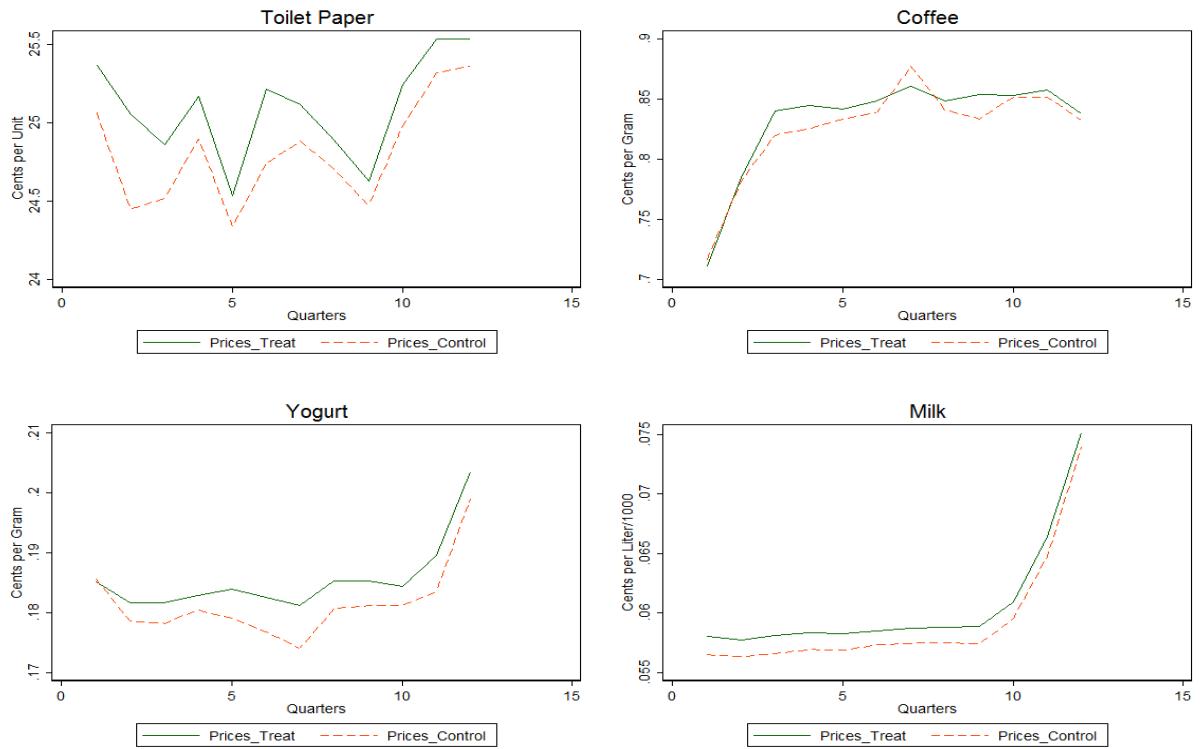 Toilet Paper
Cents per Unit
25.5
25
24.5
24
0 5 10 15
Quarters
Prices_Treat Prices_Control
Coffee
Cents per Gram
.9
.85
.8
.75
.7
0 5 10 15
Quarters
Prices_Treat Prices_Control
Yogurt
Cents per Gram
.21
.2
.19
.18
.17
0 5 10 15
Quarters
Prices_Treat Prices_Control
Milk
Cents per Liter/1000
.075
.07
.065
.06
.055
0 5 10 15
Quarters
Prices_Treat Prices_Control